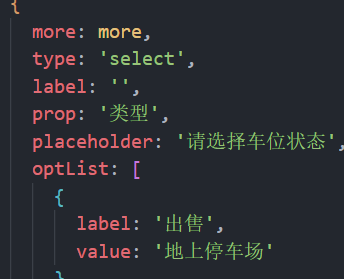 {
more: more,
type: 'select',
label: '',
prop: '类型',
placeholder: '请选择车位状态',
optList: [
{
label: '出售',
value: '地上停车场'
}